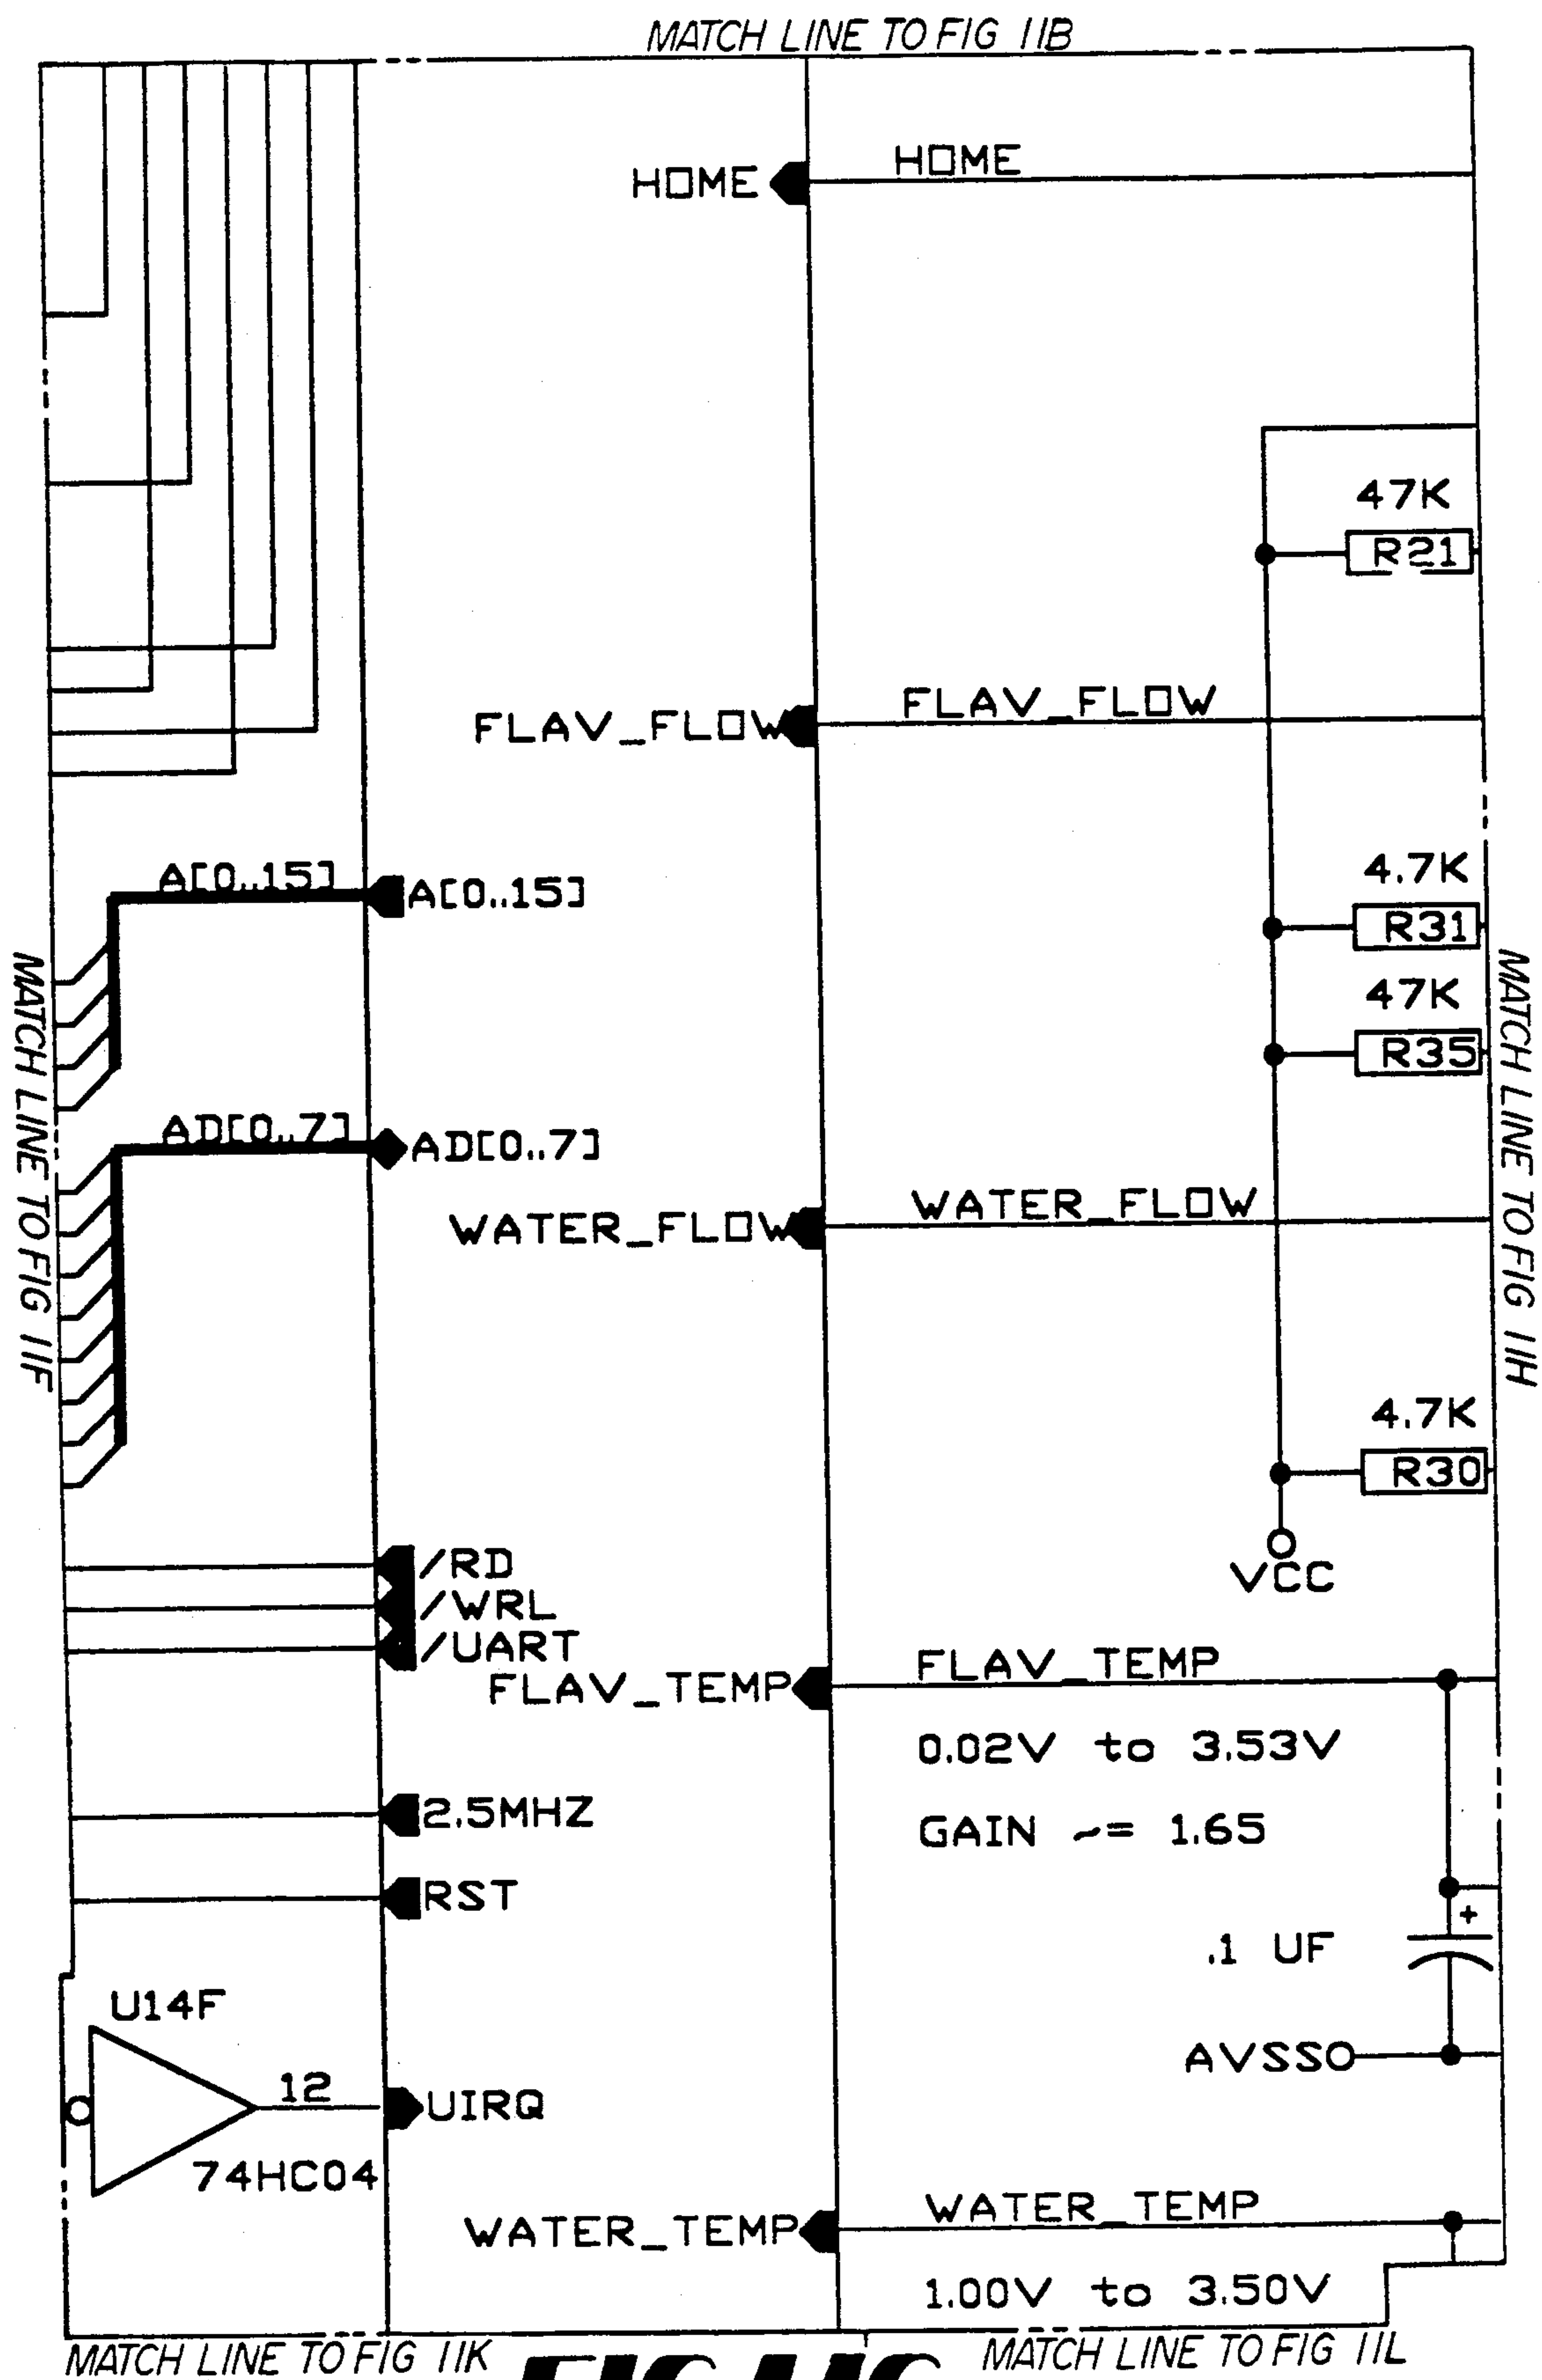 MATCH LINE TO FIG 11B
HOME
HOME
47K
R21
FLAV_FLOW
FLAV_FLOW
A[0..15]
A[0..15]
4.7K
R31
47K
R35
MATCH LINE TO FIG 11F
MATCH LINE TO FIG 11H
AD[0..7]
AD[0..7]
WATER_FLOW
WATER_FLOW
4.7K
R30
VCC
/RD
/WRL
/UART
FLAV_TEMP
FLAV_TEMP
0.02V to 3.53V
2.5MHZ
GAIN ~= 1.65
RST
+
.1 UF
U14F
AVSS
12
UIRQ
74HC04
WATER_TEMP
WATER_TEMP
1.00V to 3.50V
MATCH LINE TO FIG 11K
MATCH LINE TO FIG 11L